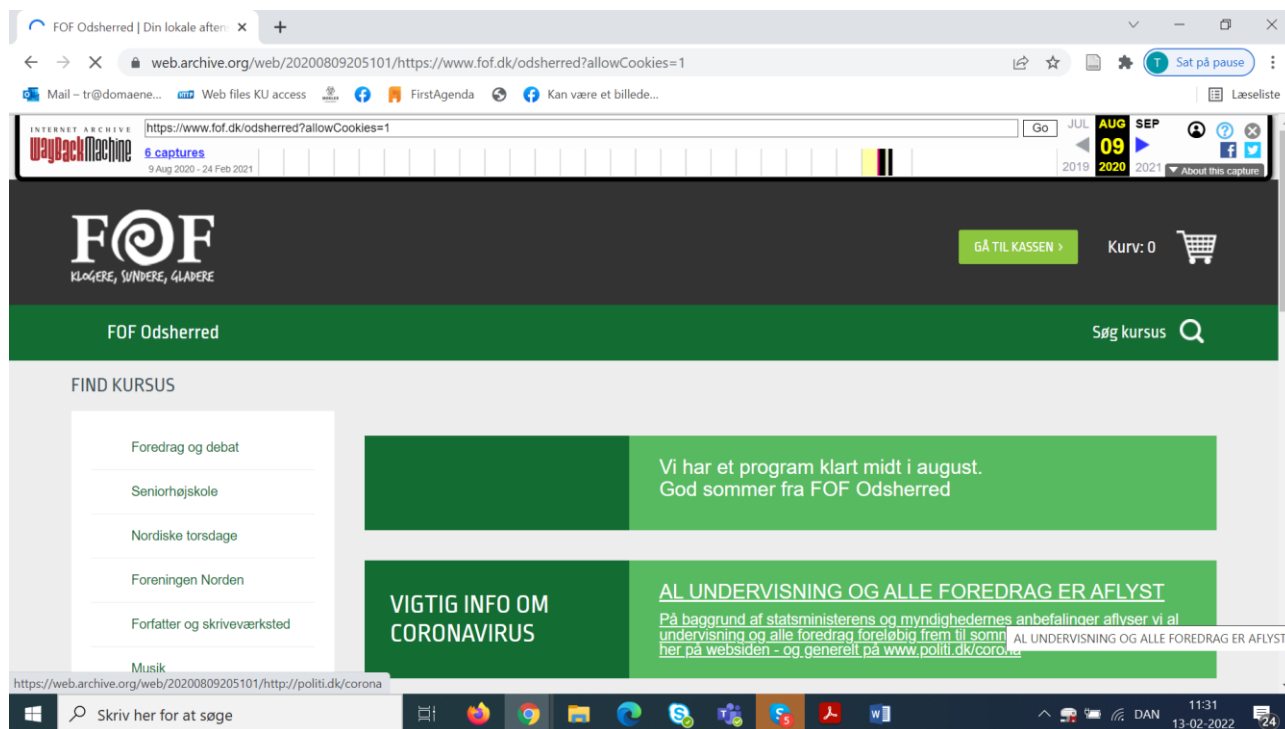 FOF Odsherred | Din lokale aften
Sat på pause
web.archive.org/web/20200809205101/https://www.fof.dk/odsherred?allowCookies=1
Mail – tr@domaene... Web files KU access FirstAgenda Kan være et billede... Læseliste
INTERNET ARCHIVE
WayBackMachine
https://www.fof.dk/odsherred?allowCookies=1 Go
6 captures
9 Aug 2020 - 24 Feb 2021
JUL AUG SEP
09
2019 2020 2021
About this capture
FOF
KLOGERE, SUNDERE, GLADERE
GÅ TIL KASSEN >
Kurv: 0
FOF Odsherred
Søg kursus
FIND KURSUS
Foredrag og debat
Seniorhøjskole
Nordiske torsdage
Foreningen Norden
Forfatter og skriveværksted
Musik
Vi har et program klart midt i august.
God sommer fra FOF Odsherred
VIGTIG INFO OM
CORONAVIRUS
AL UNDERVISNING OG ALLE FOREDRAG ER AFLYST
På baggrund af statsministerens og myndighedernes anbefalinger aflyser vi al
undervisning og alle foredrag foreløbig frem til
her på websiden - og generelt på www.politi.dk/corona
AL UNDERVISNING OG ALLE FOREDRAG ER AFLYST
https://web.archive.org/web/20200809205101/http://politi.dk/corona
Skriv her for at søge
DAN
11:31
13-02-2022
24